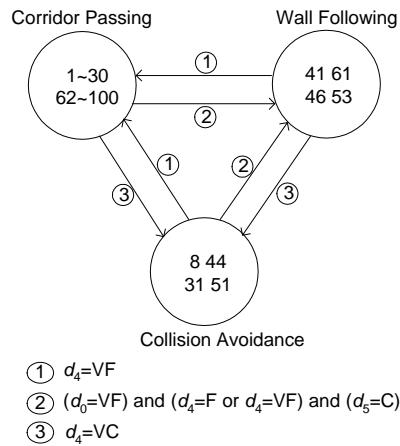 Corridor Passing
Wall Following
1~30
62~100
41 61
46 53
①
②
①
②
③
③
8 44
31 51
Collision Avoidance
① d₄=VF
② (d₀=VF) and (d₄=F or d₄=VF) and (d₅=C)
③ d₄=VC